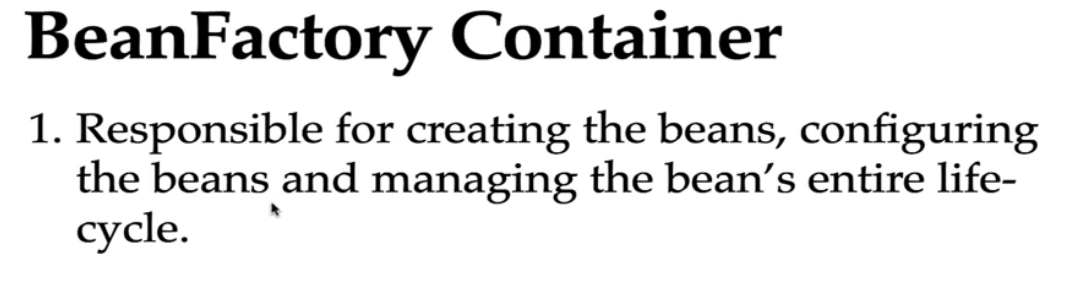 BeanFactory Container
1. Responsible for creating the beans, configuring
the beans and managing the bean’s entire life-
cycle.